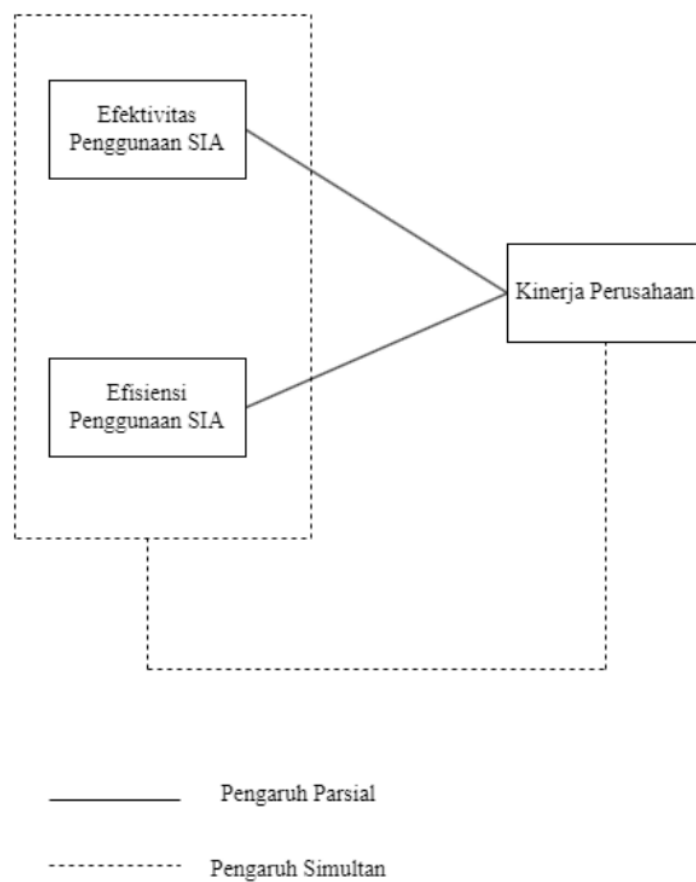 Efektivitas
Penggunaan SIA
Kinerja Perusahaan
Efisiensi
Penggunaan SIA
Pengaruh Parsial
Pengaruh Simultan